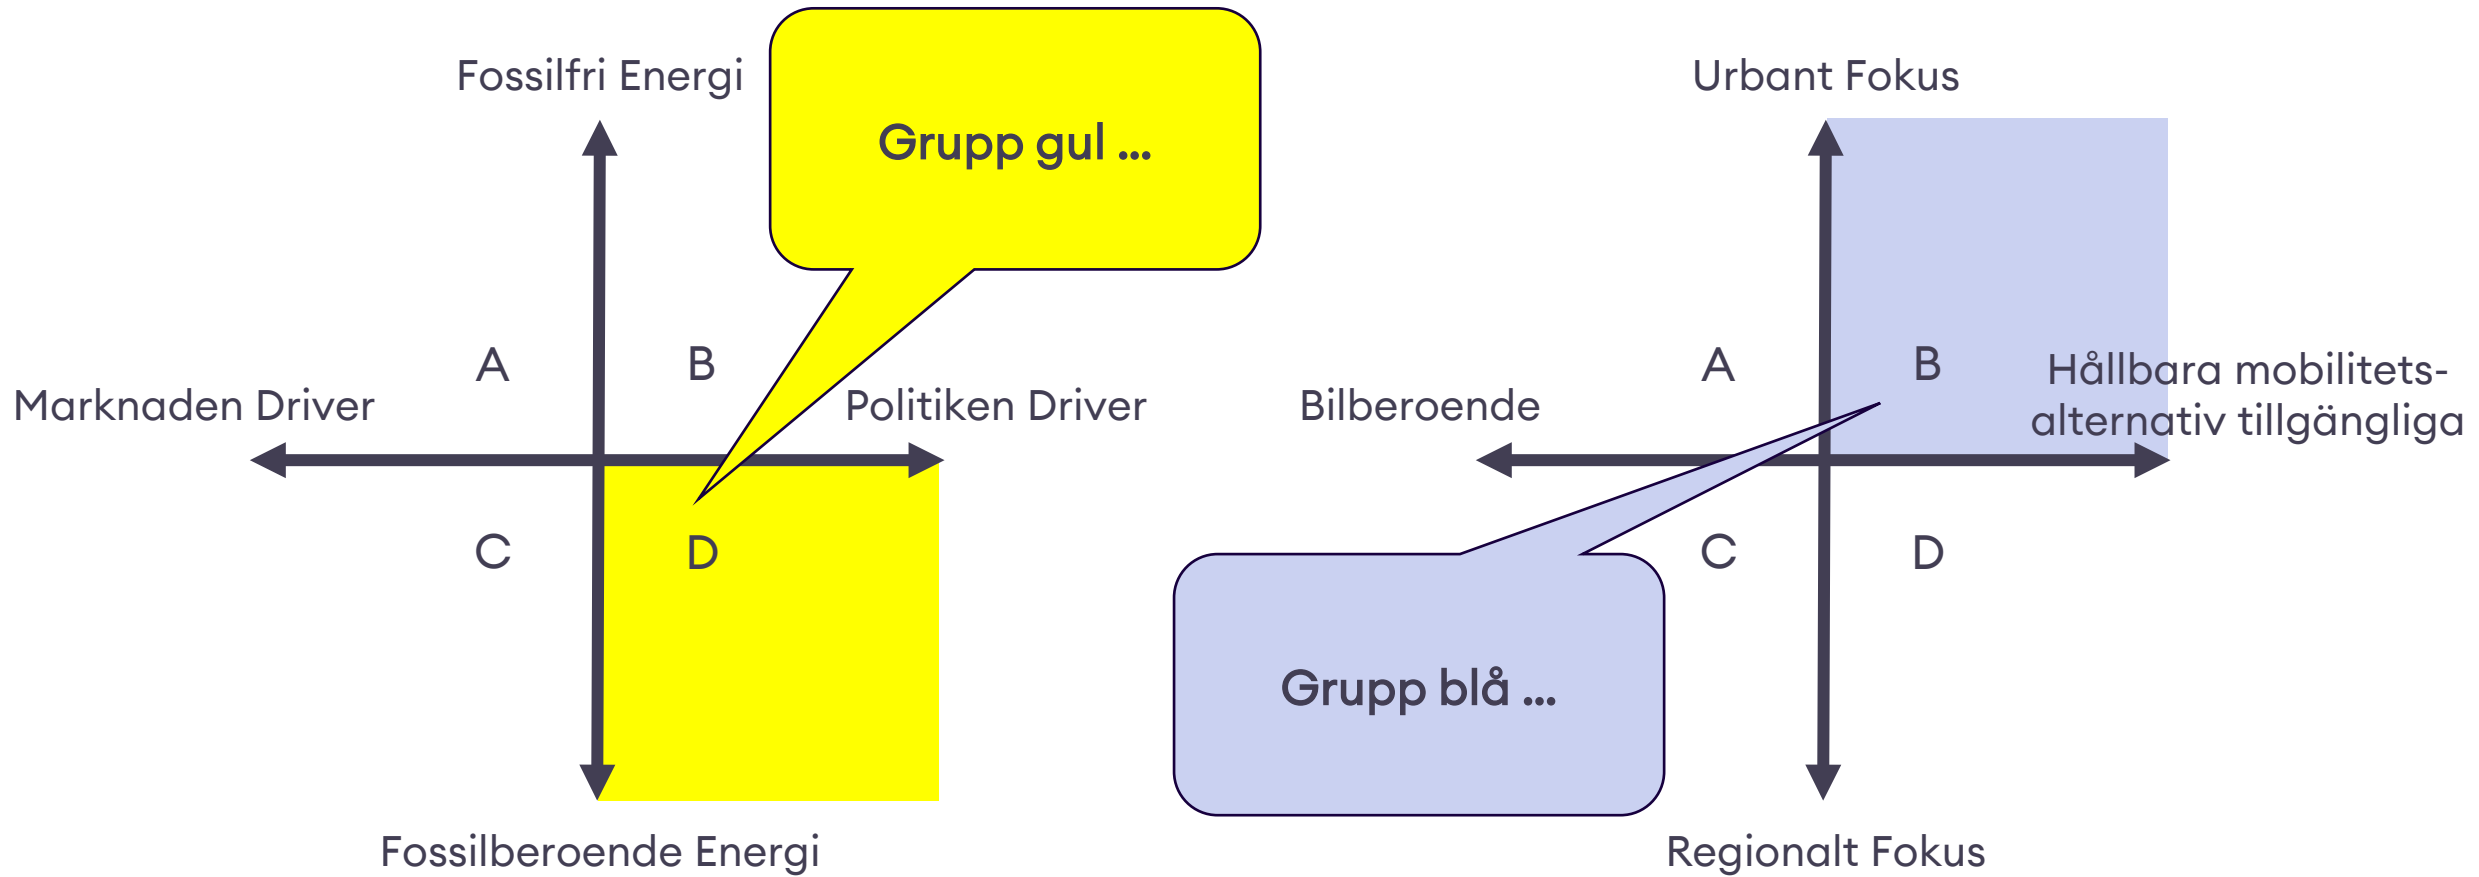 Fossilfri Energi
Grupp gul ...
A
B
Marknaden Driver
Politiken Driver
C
D
Fossilberoende Energi
Urbant Fokus
A
B
Bilberoende
Hållbara mobilitets-
alternativ tillgängliga
C
D
Grupp blå ...
Regionalt Fokus